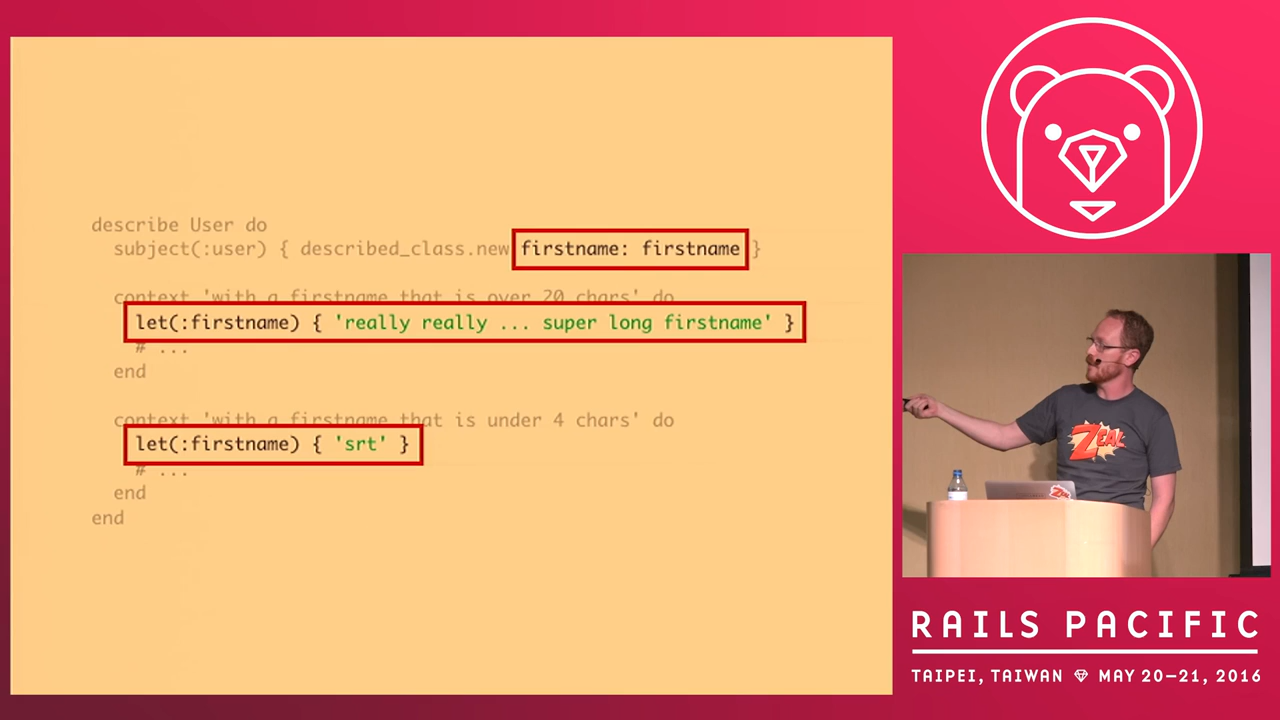 describe User do
subject(:user) { described_class.new firstname: firstname }
context 'with a firstname that is over 20 chars' do
let(:firstname) { 'really really ... super long firstname' }
# ...
end
context 'with a firstname that is under 4 chars' do
let(:firstname) { 'srt' }
# ...
end
end
ZEAL
RAILS PACIFIC
TAIPEI, TAIWAN MAY 20–21, 2016